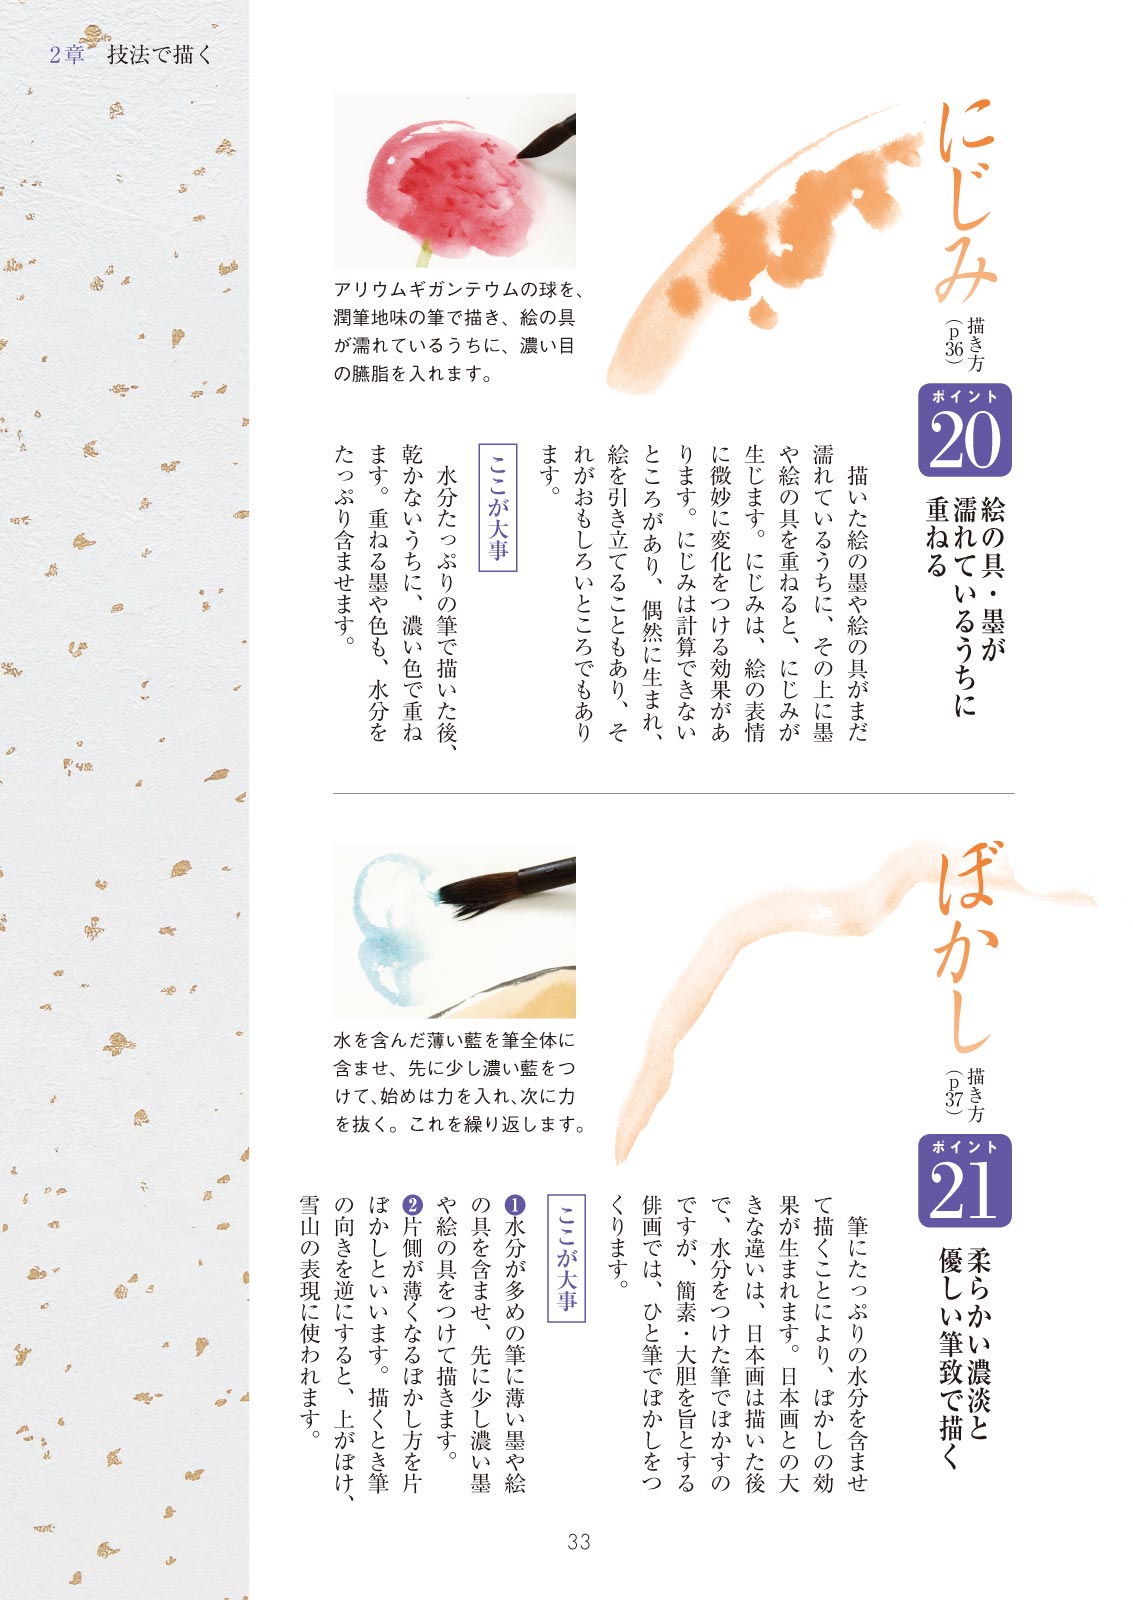 2章 技法で描く
にじみ
描き方
（p36）
ポイント
20
絵の具・墨が
濡れているうちに
重ねる
アリウムギガンテウムの球を、
潤筆地味の筆で描き、絵の具
が濡れているうちに、濃い目
の臙脂を入れます。
描いた絵の墨や絵の具がまだ
濡れているうちに、その上に墨
や絵の具を重ねると、にじみが
生じます。にじみは、絵の表情
に微妙に変化をつける効果があ
ります。にじみは計算できない
ところがあり、偶然に生まれ、
絵を引き立てることもあり、そ
れがおもしろいところでもあり
ます。
ここが大事
水分たっぷりの筆で描いた後、
乾かないうちに、濃い色で重ね
ます。重ねる墨や色も、水分を
たっぷり含ませます。
ぼかし
描き方
（p37）
ポイント
21
柔らかい濃淡と
優しい筆致で描く
水を含んだ薄い藍を筆全体に
含ませ、先に少し濃い藍をつ
けて、始めは力を入れ、次に力
を抜く。これを繰り返します。
筆にたっぷりの水分を含ませ
て描くことにより、ぼかしの効
果が生まれます。日本画との大
きな違いは、日本画は描いた後
で、水分をつけた筆でぼかすの
ですが、簡素・大胆を旨とする
俳画では、ひと筆でぼかしをつ
くります。
ここが大事
❶水分が多めの筆に薄い墨や絵
の具を含ませ、先に少し濃い墨
や絵の具をつけて描きます。
❷片側が薄くなるぼかし方を片
ぼかしといいます。描くとき筆
の向きを逆にすると、上がぼけ、
雪山の表現に使われます。
33